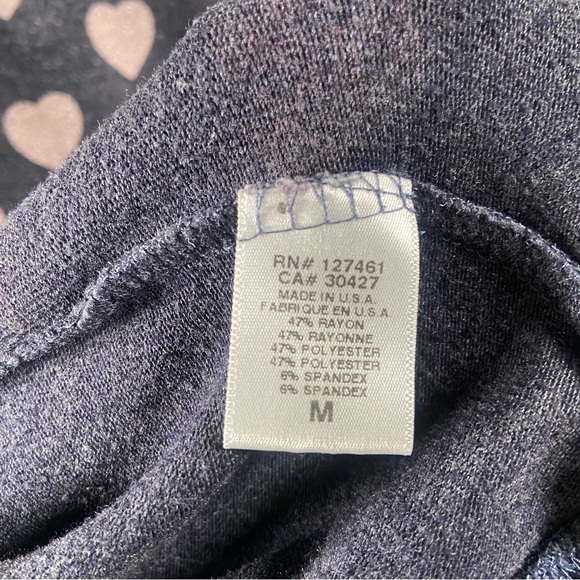 RN# 127461
CA# 30427
MADE IN U.S.A.
FABRIQUE EN U.S.A.
47% RAYON
47% RAYONNE
47% POLYESTER
47% POLYESTER
6% SPANDEX
6% SPANDEX
M